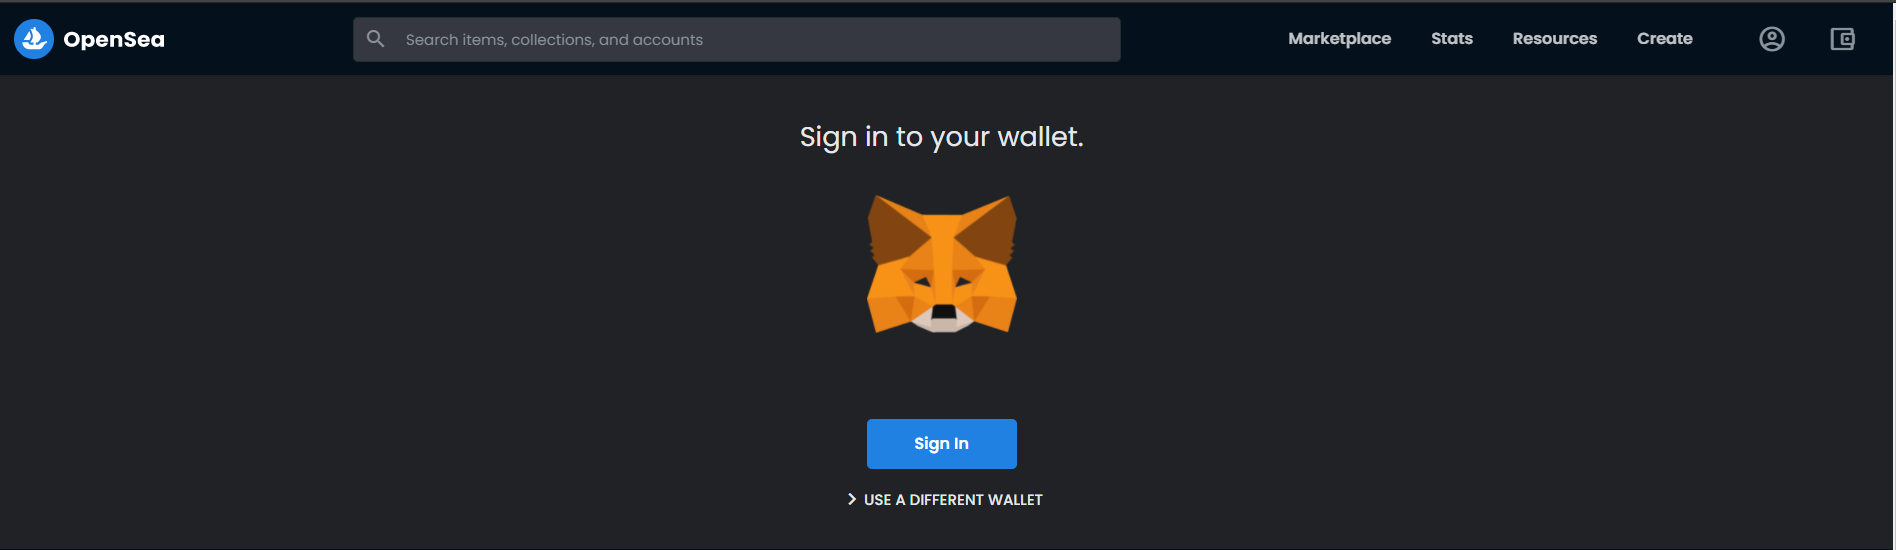 OpenSea
Search items, collections, and accounts
Marketplace
Stats
Resources
Create
Sign in to your wallet.
Sign In
USE A DIFFERENT WALLET